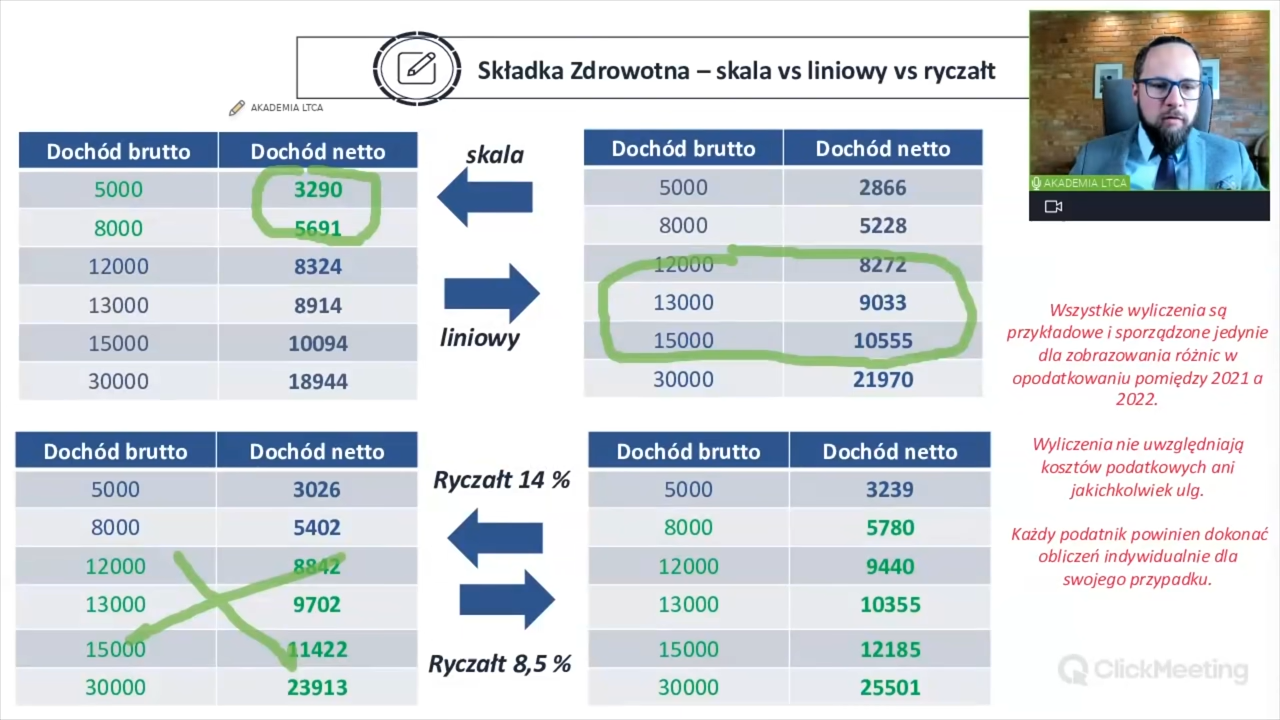 Składka Zdrowotna – skala vs liniowy vs ryczałt
AKADEMIA LTCA
AKADEMIA LTCA
Dochód brutto Dochód netto
5000 3290
8000 5691
12000 8324
13000 8914
15000 10094
30000 18944
skala
liniowy
Dochód brutto Dochód netto
5000 2866
8000 5228
12000 8272
13000 9033
15000 10555
30000 21970
Wszystkie wyliczenia są
przykładowe i sporządzone jedynie
dla zobrazowania różnic w
opodatkowaniu pomiędzy 2021 a
2022.
Wyliczenia nie uwzględniają
kosztów podatkowych ani
jakichkolwiek ulg.
Każdy podatnik powinien dokonać
obliczeń indywidualnie dla
swojego przypadku.
Dochód brutto Dochód netto
5000 3026
8000 5402
12000 8842
13000 9702
15000 11422
30000 23913
Ryczałt 14 %
Ryczałt 8,5 %
Dochód brutto Dochód netto
5000 3239
8000 5780
12000 9440
13000 10355
15000 12185
30000 25501
ClickMeeting